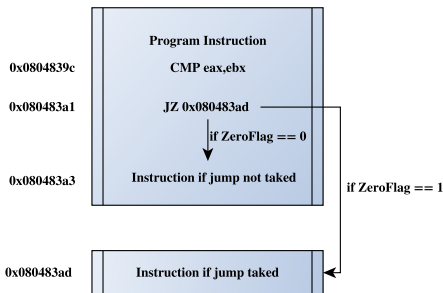 Program Instruction
0x0804839c CMP eax,ebx
0x080483a1 JZ 0x080483ad
if ZeroFlag == 0
0x080483a3 Instruction if jump not taked
if ZeroFlag == 1
0x080483ad Instruction if jump taked